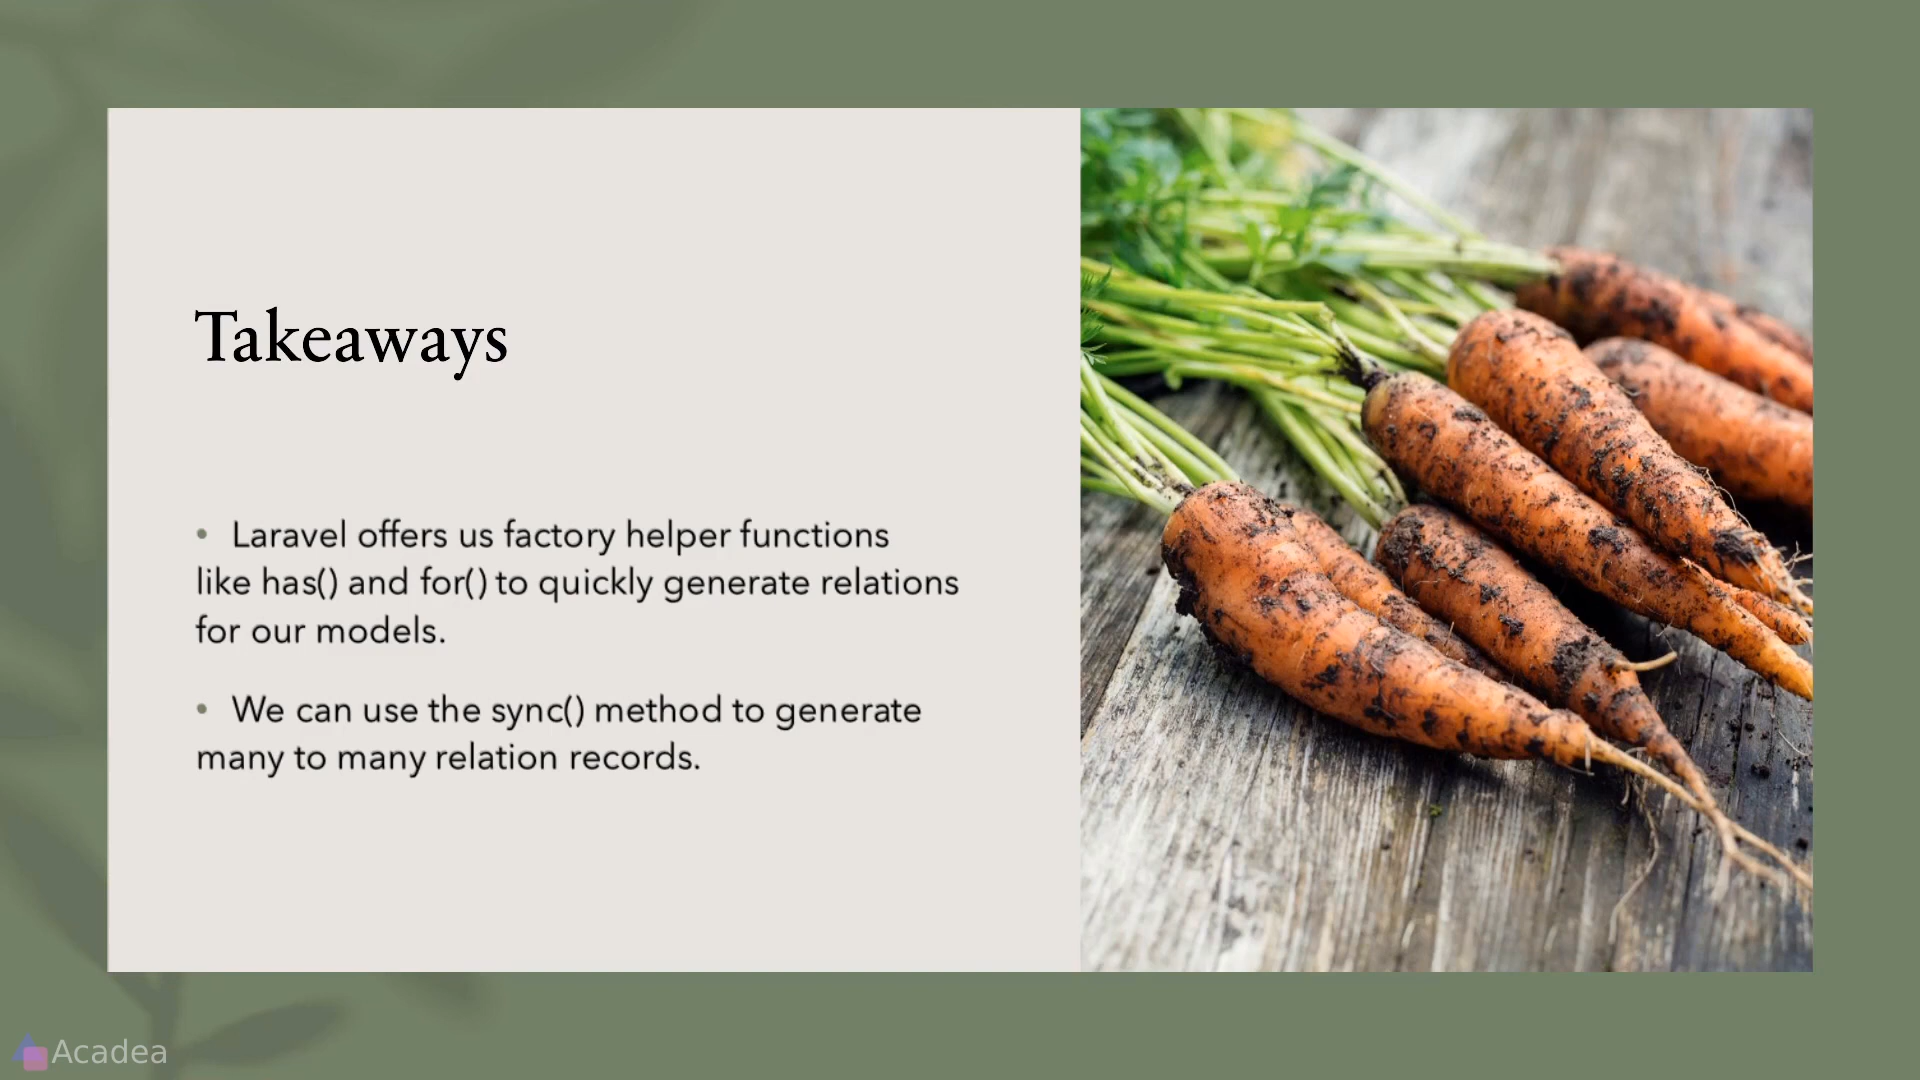 Takeaways
• Laravel offers us factory helper functions
like has() and for() to quickly generate relations
for our models.
• We can use the sync() method to generate
many to many relation records.
Acadea